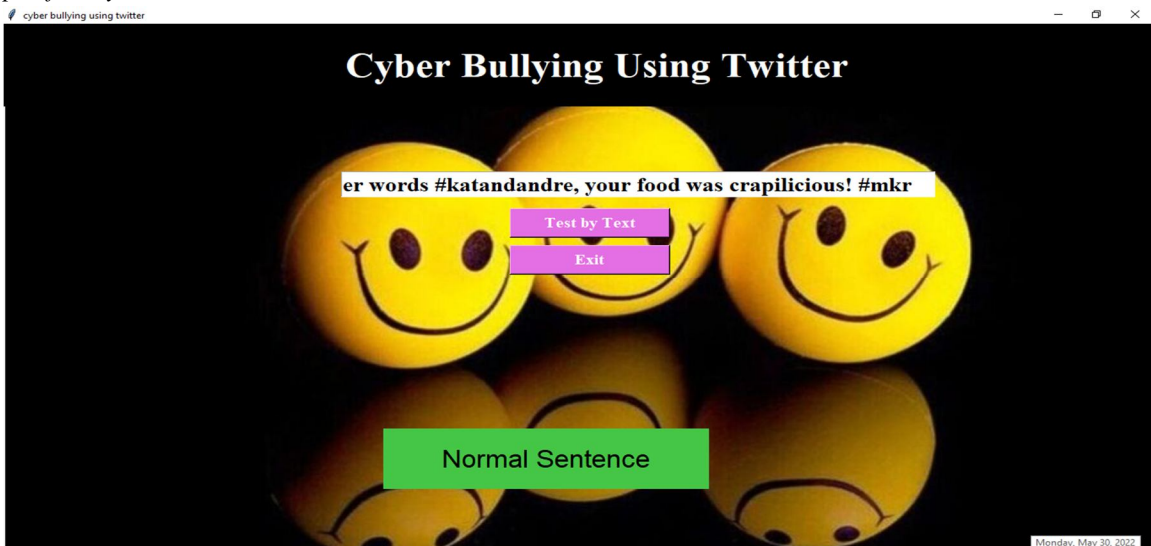 cyber bullying using twitter
Cyber Bullying Using Twitter
er words #katandandre, your food was crapilicious! #mkr
Test by Text
Exit
Normal Sentence
Monday, May 30, 2022